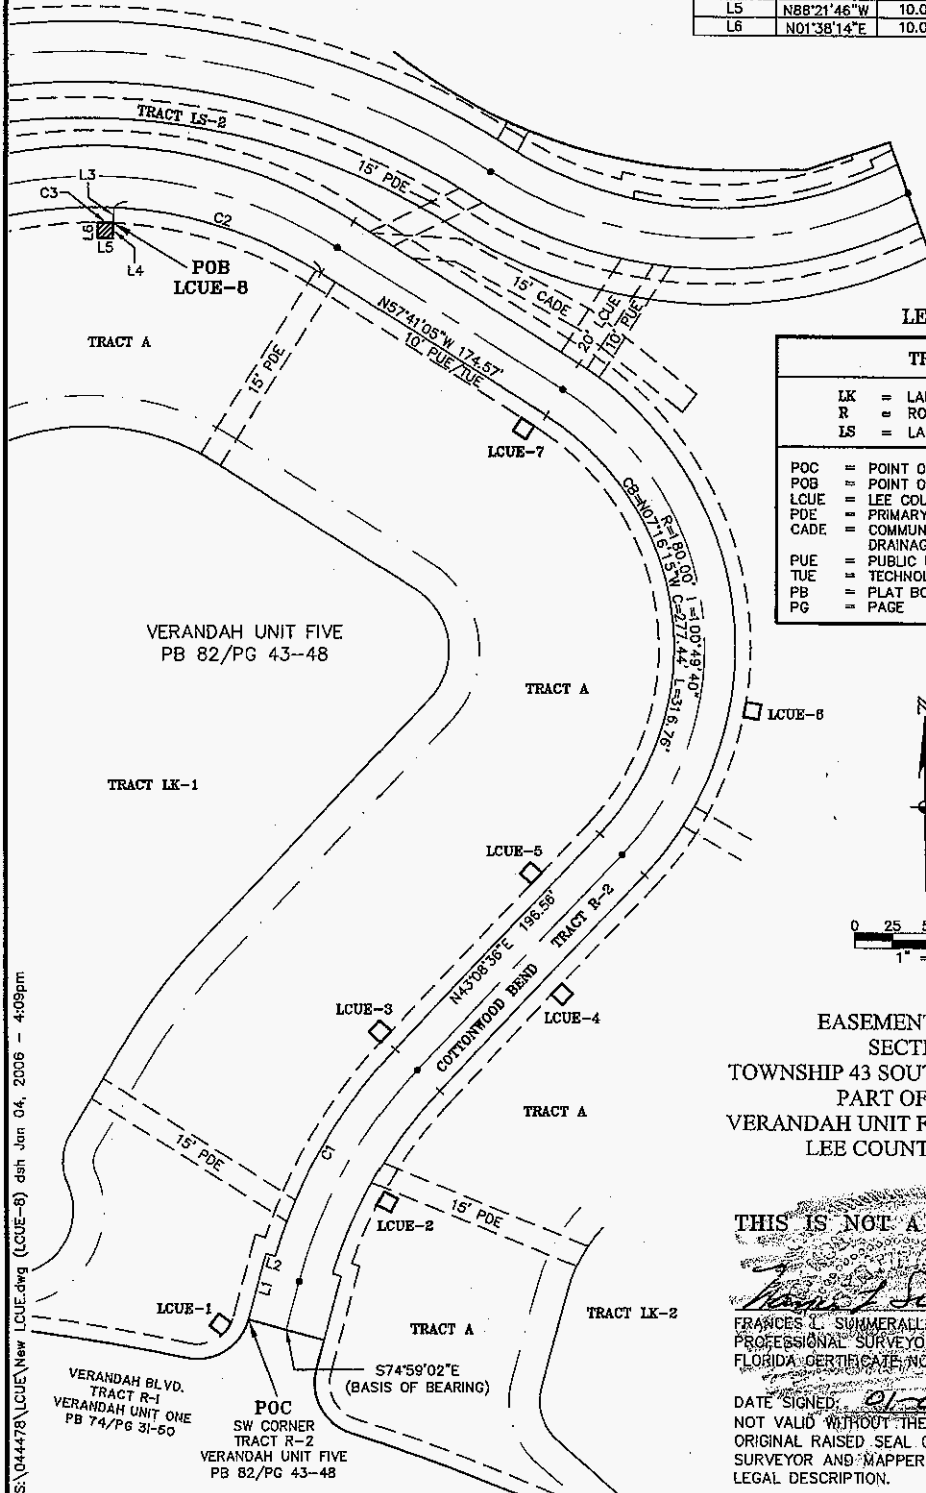 L5 N88°21'46"W 10.0
L6 N01°38'14"E 10.0
TRACT LS-2
15' PDE
L3
C3
C2
L6
L5
L4
POB
LCUE-8
15' CADE
20' LCUE
10' PUE
N57°41'05"W 174.57'
10' PUE/TUE
TRACT A
15' PDE
LCUE-7
LE
LK = LA
R = RO
LS = LA
POC = POINT O
POB = POINT O
LCUE = LEE COU
PDE = PRIMARY
CADE = COMMUN
DRAINAG
PUE = PUBLIC
TUE = TECHNOL
PB = PLAT BO
PG = PAGE
R=180.00' I=100°49'40"
CB=N07°16'15"W C=277.44' L=316.76'
VERANDAH UNIT FIVE
PB 82/PG 43-48
TRACT A
LCUE-6
TRACT LK-1
LCUE-5
N43°08'36"E 196.56'
TRACT R-2
COTTONWOOD BEND
LCUE-3
LCUE-4
0 25
1" =
EASEMENT
SECTI
TOWNSHIP 43 SOUT
PART OF
VERANDAH UNIT F
LEE COUNT
TRACT A
15' PDE
C1
15' PDE
LCUE-2
L2
L1
LCUE-1
TRACT A
TRACT LK-2
THIS IS NOT A
FRANCES L. SUMMERALL
PROFESSIONAL SURVEYO
FLORIDA CERTIFICATE NO
DATE SIGNED: 01-
NOT VALID WITHOUT THE
ORIGINAL RAISED SEAL O
SURVEYOR AND MAPPER
LEGAL DESCRIPTION.
S74°59'02"E
(BASIS OF BEARING)
VERANDAH BLVD.
TRACT R-1
VERANDAH UNIT ONE
PB 74/PG 31-50
POC
SW CORNER
TRACT R-2
VERANDAH UNIT FIVE
PB 82/PG 43-48
S:\044478\LCUE\New LCUE.dwg (LCUE-8) dsh Jan 04, 2006 - 4:09pm